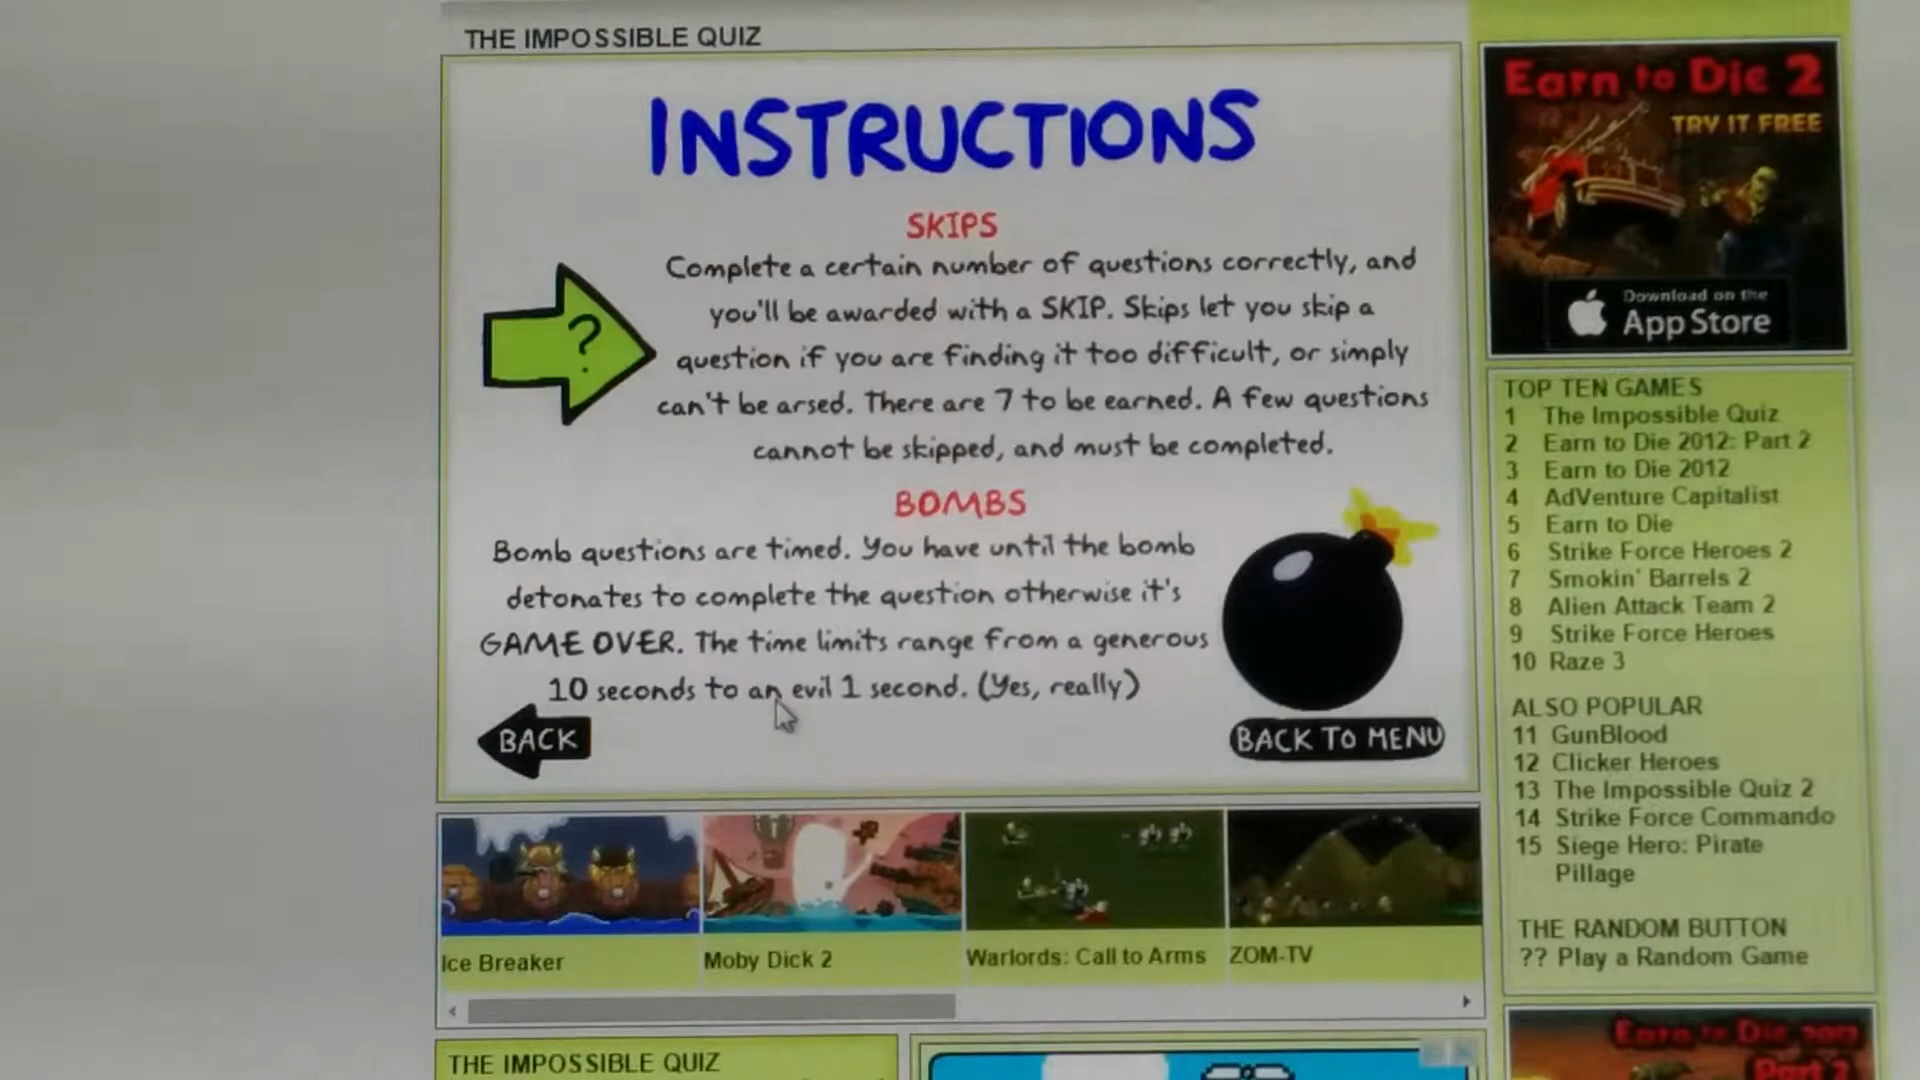 THE IMPOSSIBLE QUIZ
INSTRUCTIONS
SKIPS
Complete a certain number of questions correctly, and
you'll be awarded with a SKIP. Skips let you skip a
question if you are finding it too difficult, or simply
can't be arsed. There are 7 to be earned. A few questions
cannot be skipped, and must be completed.
?
BOMBS
Bomb questions are timed. You have until the bomb
detonates to complete the question otherwise it's
GAME OVER. The time limits range from a generous
10 seconds to an evil 1 second. (Yes, really)
BACK
BACK TO MENU
Ice Breaker
Moby Dick 2
Warlords: Call to Arms
ZOM-TV
THE IMPOSSIBLE QUIZ
Earn to Die 2
TRY IT FREE
Download on the
App Store
TOP TEN GAMES
1 The Impossible Quiz
2 Earn to Die 2012: Part 2
3 Earn to Die 2012
4 AdVenture Capitalist
5 Earn to Die
6 Strike Force Heroes 2
7 Smokin' Barrels 2
8 Alien Attack Team 2
9 Strike Force Heroes
10 Raze 3
ALSO POPULAR
11 GunBlood
12 Clicker Heroes
13 The Impossible Quiz 2
14 Strike Force Commando
15 Siege Hero: Pirate
Pillage
THE RANDOM BUTTON
?? Play a Random Game
Earn to Die 2012
Part 2